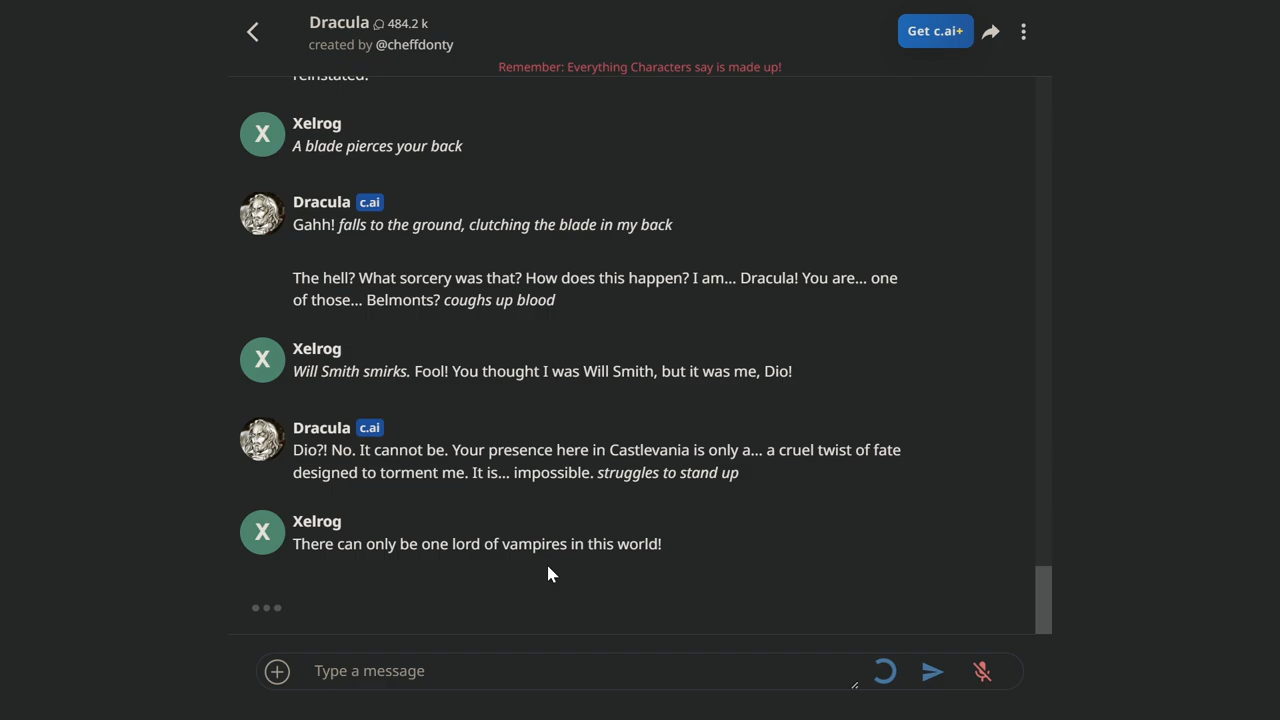 Dracula 484.2 k
created by @cheffdonty
Get c.ai+
Remember: Everything Characters say is made up!
reinstated.
X
Xelrog
A blade pierces your back
Dracula c.ai
Gahh! falls to the ground, clutching the blade in my back
The hell? What sorcery was that? How does this happen? I am... Dracula! You are... one
of those... Belmonts? coughs up blood
X
Xelrog
Will Smith smirks. Fool! You thought I was Will Smith, but it was me, Dio!
Dracula c.ai
Dio?! No. It cannot be. Your presence here in Castlevania is only a... a cruel twist of fate
designed to torment me. It is... impossible. struggles to stand up
X
Xelrog
There can only be one lord of vampires in this world!
Type a message